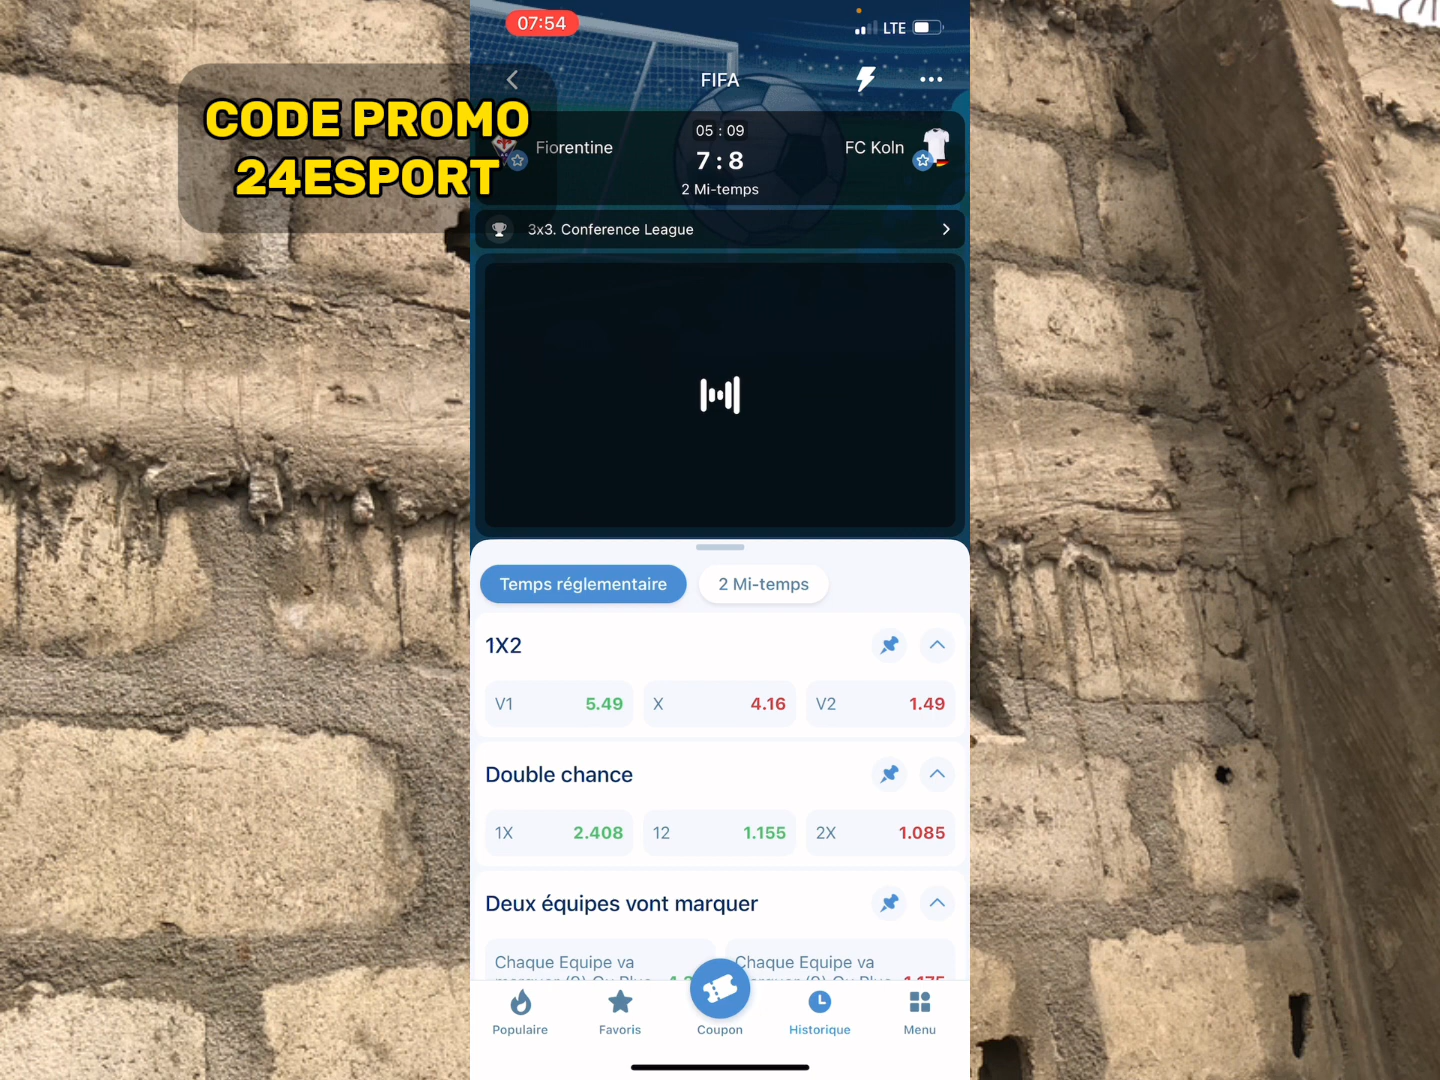 07:54
LTE
FIFA
CODE PROMO
24ESPORT
Fiorentine
05 : 09
7 : 8
2 Mi-temps
FC Koln
3x3. Conference League
Temps réglementaire
2 Mi-temps
1X2
V1 5.49
X 4.16
V2 1.49
Double chance
1X 2.408
12 1.155
2X 1.085
Deux équipes vont marquer
Chaque Equipe va
Chaque Equipe va
Populaire
Favoris
Coupon
Historique
Menu